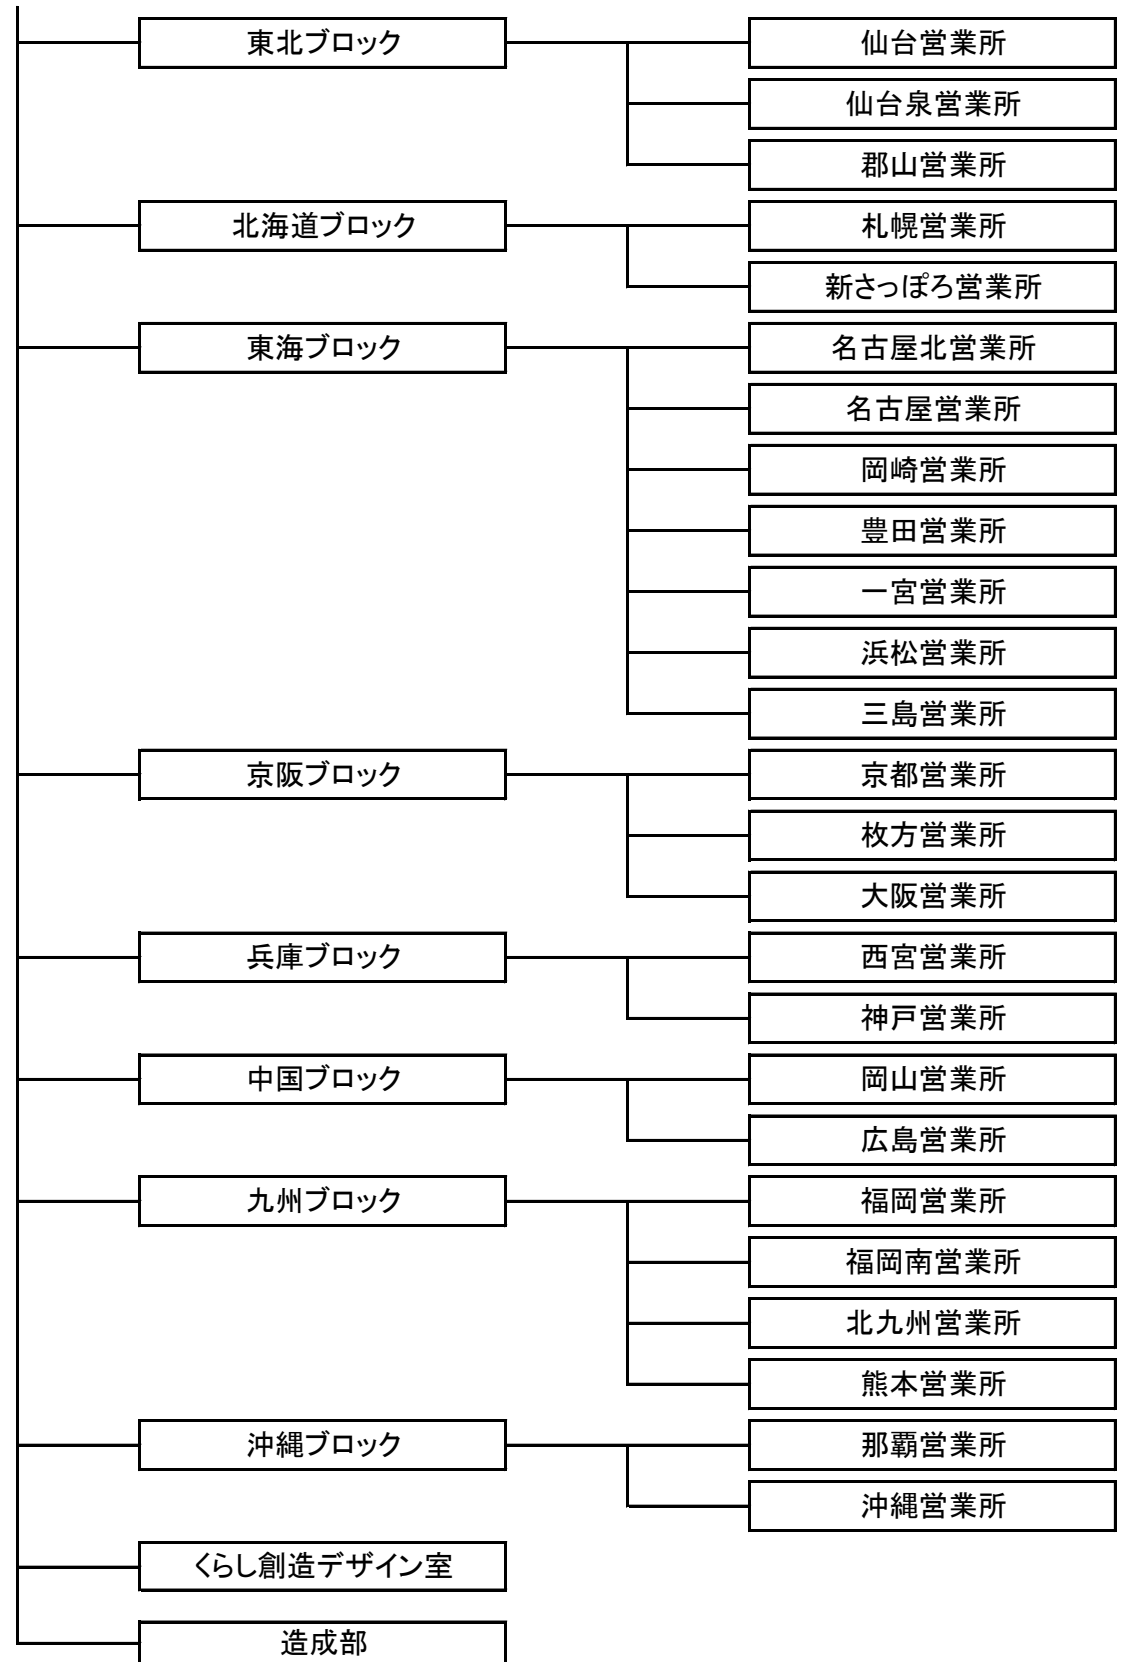 東北ブロック
仙台営業所
仙台泉営業所
郡山営業所
北海道ブロック
札幌営業所
新さっぽろ営業所
東海ブロック
名古屋北営業所
名古屋営業所
岡崎営業所
豊田営業所
一宮営業所
浜松営業所
三島営業所
京阪ブロック
京都営業所
枚方営業所
大阪営業所
兵庫ブロック
西宮営業所
神戸営業所
中国ブロック
岡山営業所
広島営業所
九州ブロック
福岡営業所
福岡南営業所
北九州営業所
熊本営業所
沖縄ブロック
那覇営業所
沖縄営業所
くらし創造デザイン室
造成部